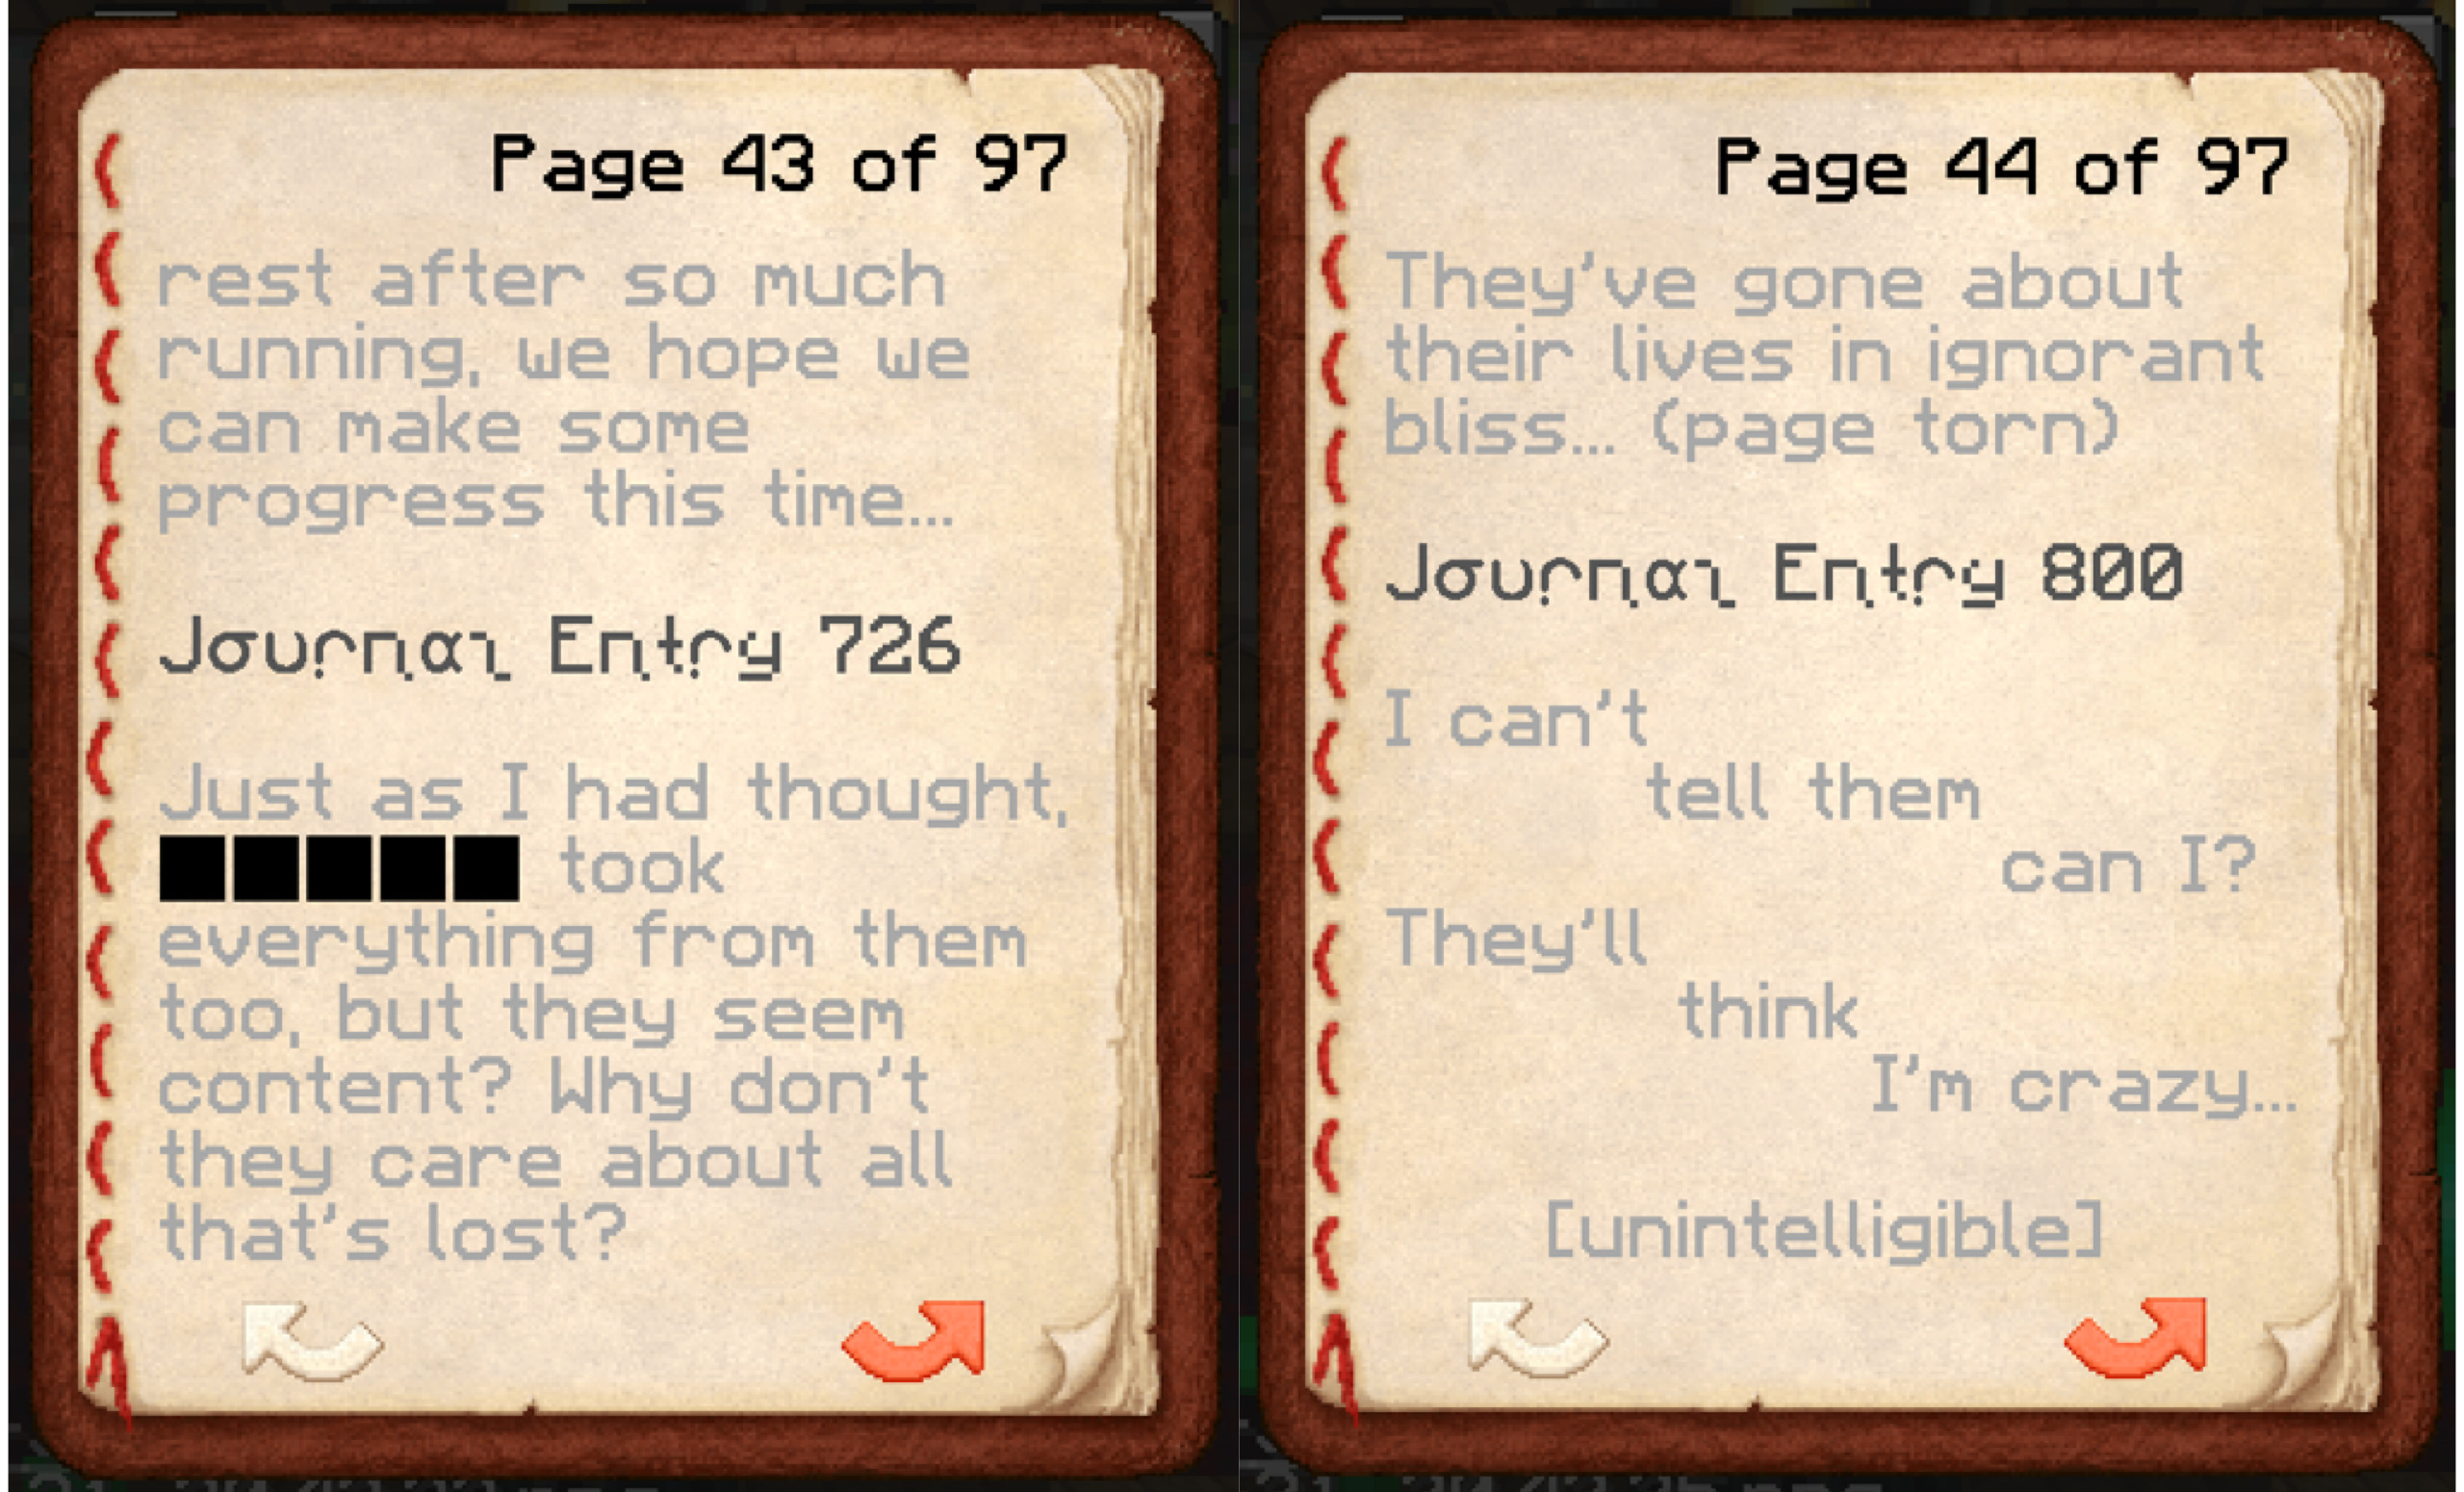 Page 43 of 97
rest after so much
running, we hope we
can make some
progress this time...
Journal Entry 726
Just as I had thought,
█████ took
everything from them
too, but they seem
content? Why don't
they care about all
that's lost?
Page 44 of 97
They've gone about
their lives in ignorant
bliss... (page torn)
Journal Entry 800
I can't
tell them
can I?
They'll
think
I'm crazy...
[unintelligible]